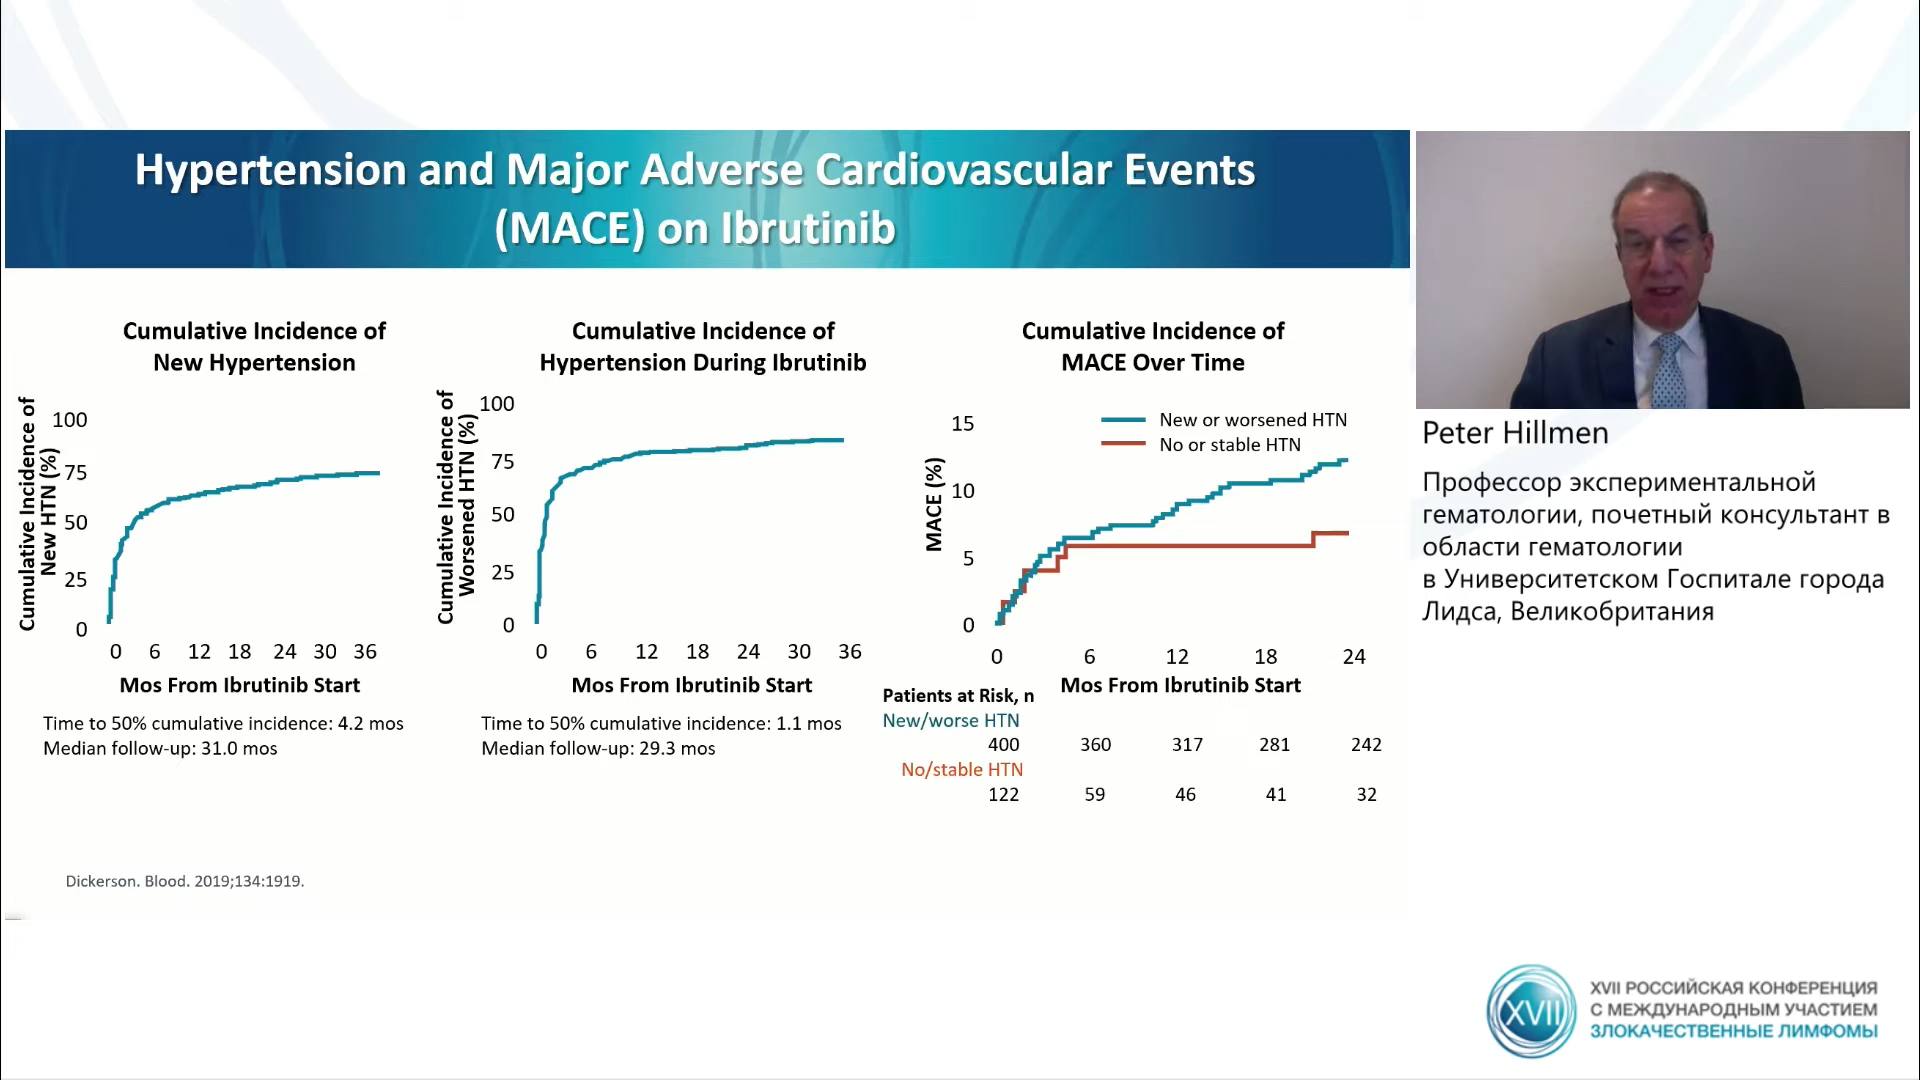 Hypertension and Major Adverse Cardiovascular Events
(MACE) on Ibrutinib
Cumulative Incidence of
New Hypertension
Cumulative Incidence of
New HTN (%)
100
75
50
25
0
0 6 12 18 24 30 36
Mos From Ibrutinib Start
Time to 50% cumulative incidence: 4.2 mos
Median follow-up: 31.0 mos
Cumulative Incidence of
Hypertension During Ibrutinib
Cumulative Incidence of
Worsened HTN (%)
100
75
50
25
0
0 6 12 18 24 30 36
Mos From Ibrutinib Start
Time to 50% cumulative incidence: 1.1 mos
Median follow-up: 29.3 mos
Cumulative Incidence of
MACE Over Time
MACE (%)
15
10
5
0
New or worsened HTN
No or stable HTN
0 6 12 18 24
Mos From Ibrutinib Start
Patients at Risk, n
New/worse HTN
400 360 317 281 242
No/stable HTN
122 59 46 41 32
Dickerson. Blood. 2019;134:1919.
Peter Hillmen
Профессор экспериментальной
гематологии, почетный консультант в
области гематологии
в Университетском Госпитале города
Лидса, Великобритания
XVII
XVII РОССИЙСКАЯ КОНФЕРЕНЦИЯ
С МЕЖДУНАРОДНЫМ УЧАСТИЕМ
ЗЛОКАЧЕСТВЕННЫЕ ЛИМФОМЫ